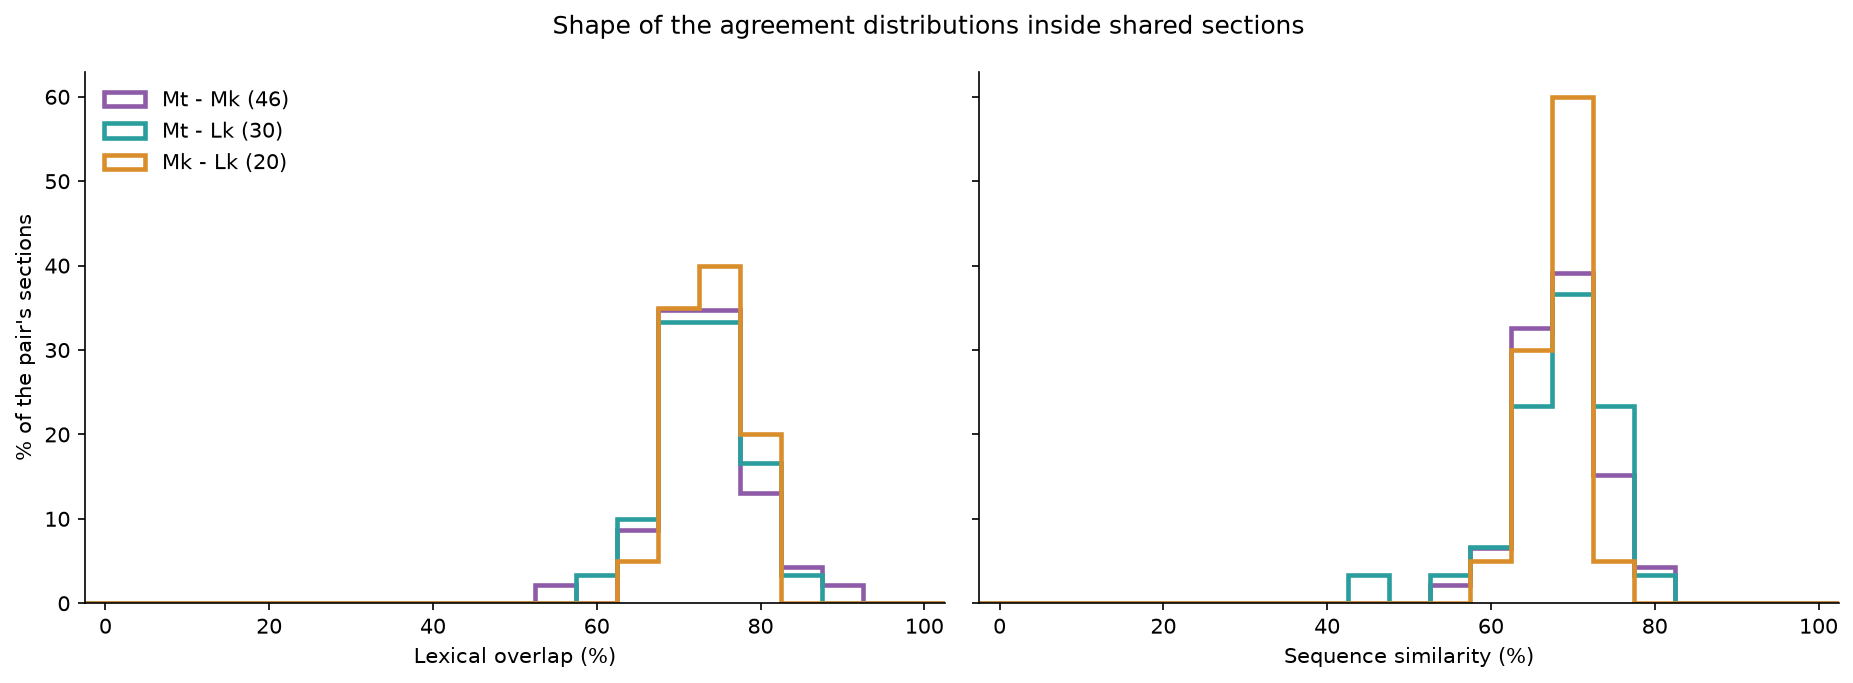 Shape of the agreement distributions inside shared sections
Mt - Mk (46)
Mt - Lk (30)
Mk - Lk (20)
% of the pair's sections
60
50
40
30
20
10
0
0 20 40 60 80 100
Lexical overlap (%)
0 20 40 60 80 100
Sequence similarity (%)